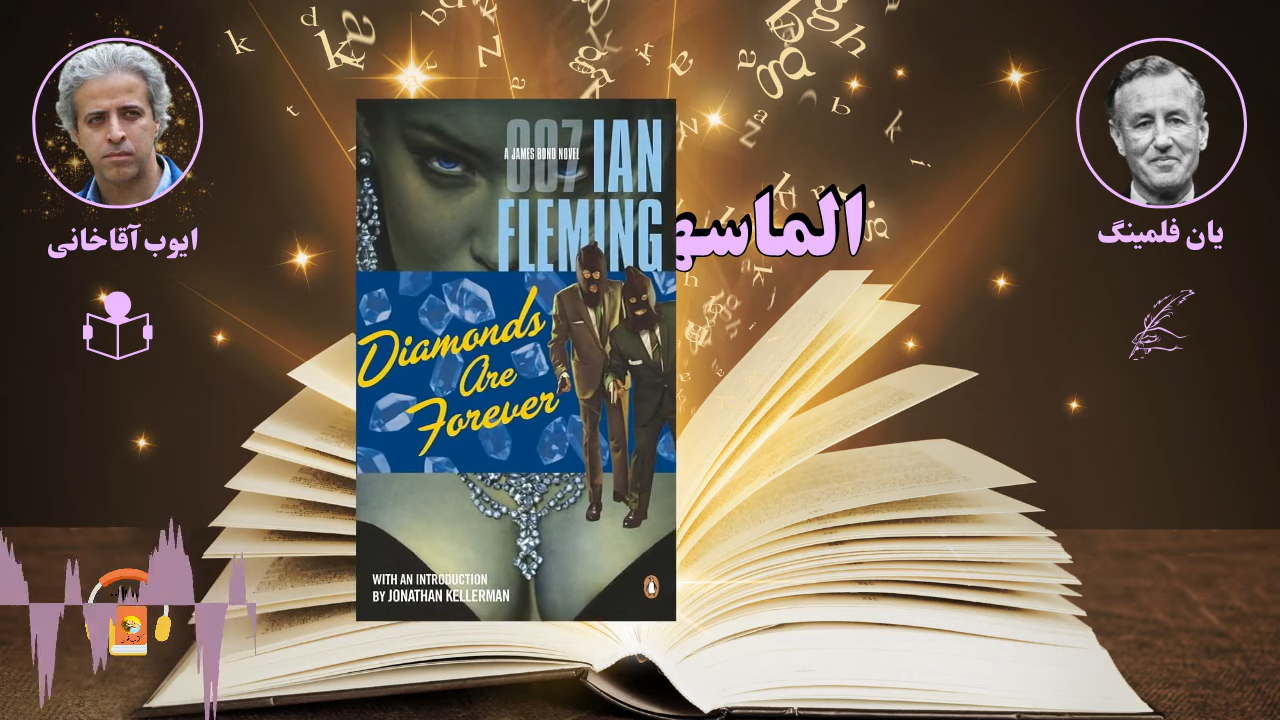 ایوب آقاخانی
یان فلمینگ
A JAMES BOND NOVEL
007 IAN
FLEMING
الماسه
Diamonds
Are
Forever
WITH AN INTRODUCTION
BY JONATHAN KELLERMAN